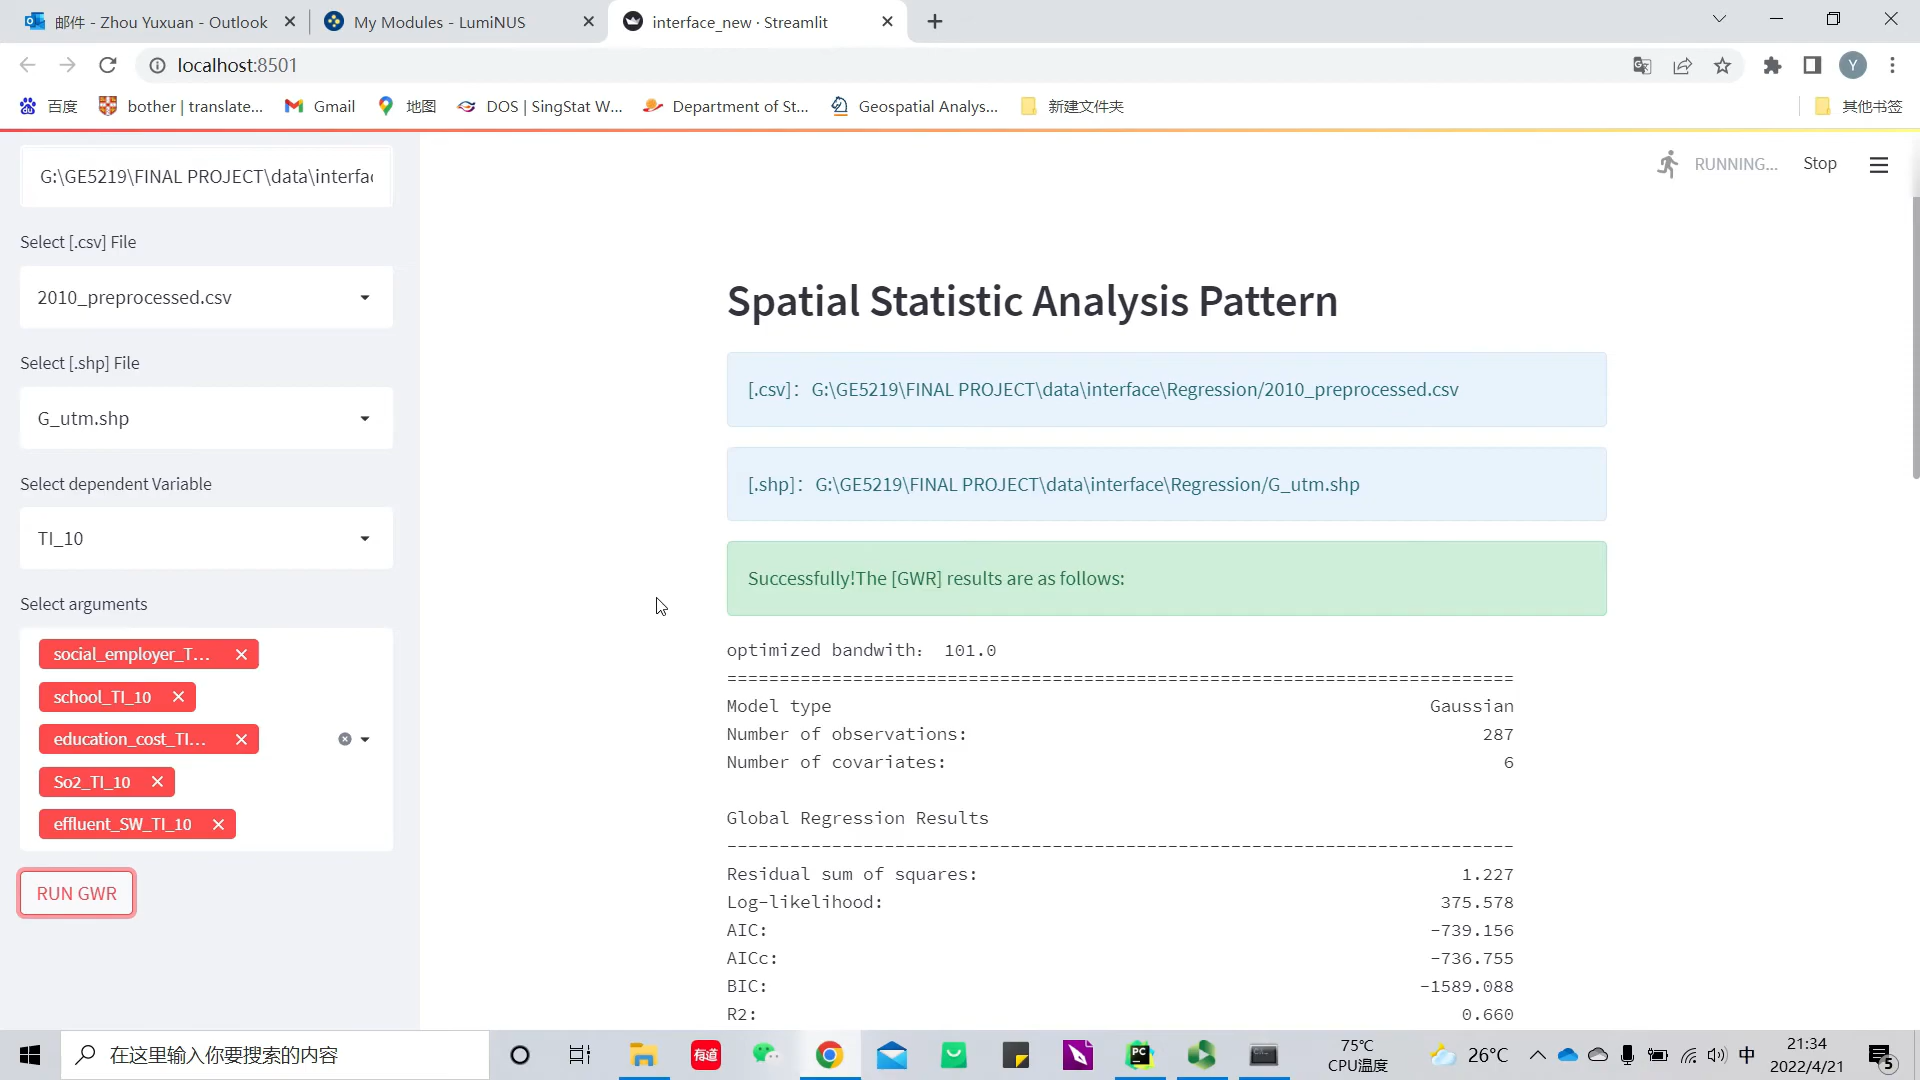 邮件 - Zhou Yuxuan - Outlook
My Modules - LumiNUS
interface_new · Streamlit
localhost:8501
Y
百度
bother | translate...
Gmail
地图
DOS | SingStat W...
Department of St...
Geospatial Analys...
新建文件夹
其他书签
RUNNING...
Stop
G:\GE5219\FINAL PROJECT\data\interfac
Select [.csv] File
2010_preprocessed.csv
Select [.shp] File
G_utm.shp
Select dependent Variable
TI_10
Select arguments
social_employer_T...
school_TI_10
education_cost_TI...
So2_TI_10
effluent_SW_TI_10
RUN GWR
Spatial Statistic Analysis Pattern
[.csv]：G:\GE5219\FINAL PROJECT\data\interface\Regression/2010_preprocessed.csv
[.shp]：G:\GE5219\FINAL PROJECT\data\interface\Regression/G_utm.shp
Successfully!The [GWR] results are as follows:
optimized bandwith： 101.0
===========================================================================
Model type Gaussian
Number of observations: 287
Number of covariates: 6
Global Regression Results
---------------------------------------------------------------------------
Residual sum of squares: 1.227
Log-likelihood: 375.578
AIC: -739.156
AICc: -736.755
BIC: -1589.088
R2: 0.660
在这里输入你要搜索的内容
有道
PC
75℃
CPU温度
26°C
中
21:34
2022/4/21
5